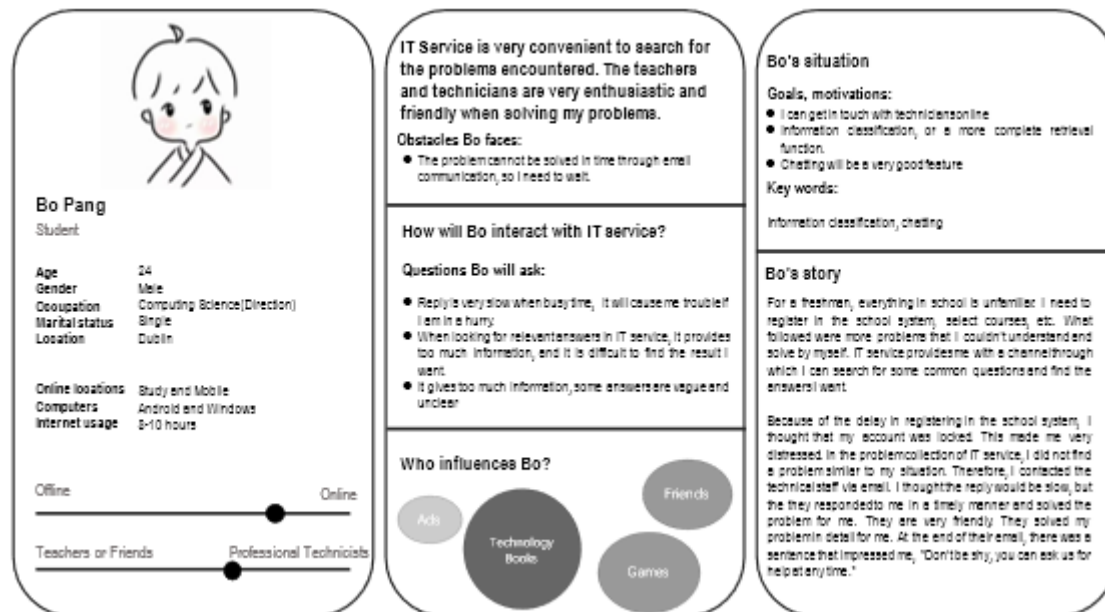 Bo Pang
Student
Age 24
Gender Male
Occupation Computing Science(Direction)
Marital status Single
Location Dublin
Online locations Study and Mobile
Computers Android and Windows
Internet usage 8-10 hours
Offline Online
Teachers or Friends Professional Technicists
IT Service is very convenient to search for
the problems encountered. The teachers
and technicians are very enthusiastic and
friendly when solving my problems.
Obstacles Bo faces:
● The problem cannot be solved in time through email
communication, so I need to wait.
How will Bo interact with IT service?
Questions Bo will ask:
● Reply is very slow when busy time, it will cause me trouble if
I am in a hurry.
● When looking for relevant answers in IT service, it provides
too much information, and it is difficult to find the result I
want.
● It gives too much information, some answers are vague and
unclear
Who influences Bo?
Ads
Technology
Books
Friends
Games
Bo's situation
Goals, motivations:
● I can get in touch with technicians online
● Information classification, or a more complete retrieval
function.
● Chatting will be a very good feature
Key words:
Information classification, chatting
Bo's story
For a freshman, everything in school is unfamiliar. I need to
register in the school system, select courses, etc. What
followed were more problems that I couldn't understand and
solve by myself. IT service provides me with a channel through
which I can search for some common questions and find the
answers I want.
Because of the delay in registering in the school system, I
thought that my account was locked. This made me very
distressed. In the problem collection of IT service, I did not find
a problem similar to my situation. Therefore, I contacted the
technical staff via email. I thought the reply would be slow, but
the they responded to me in a timely manner and solved the
problem for me. They are very friendly. They solved my
problem in detail for me. At the end of their email, there was a
sentence that impressed me, "Don't be shy, you can ask us for
help at any time."